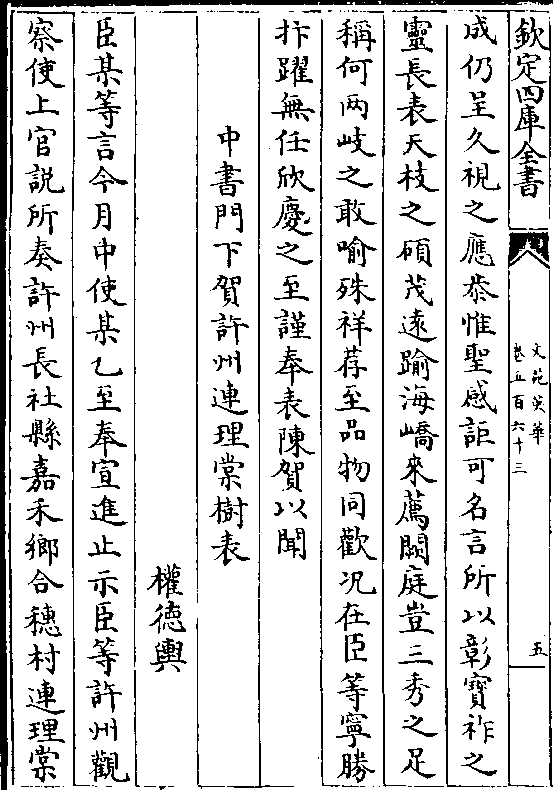 欽定四庫全書
文苑英華
卷五百六十三
五
成仍呈久視之應恭惟聖感詎可名言所以彰寶祚之
靈長表天枝之碩茂遠踰海嶠來薦闕庭豈三秀之足
稱何兩岐之敢喻殊祥荐至品物同歡况在臣等寧勝
抃躍無任欣慶之至謹奉表陳賀以聞
中書門下賀許州連理棠樹表
權德輿
臣某等言今月中使某乙至奉宣進止示臣等許州觀
察使上官説所奏許州長社縣嘉禾鄉合穗村連理棠